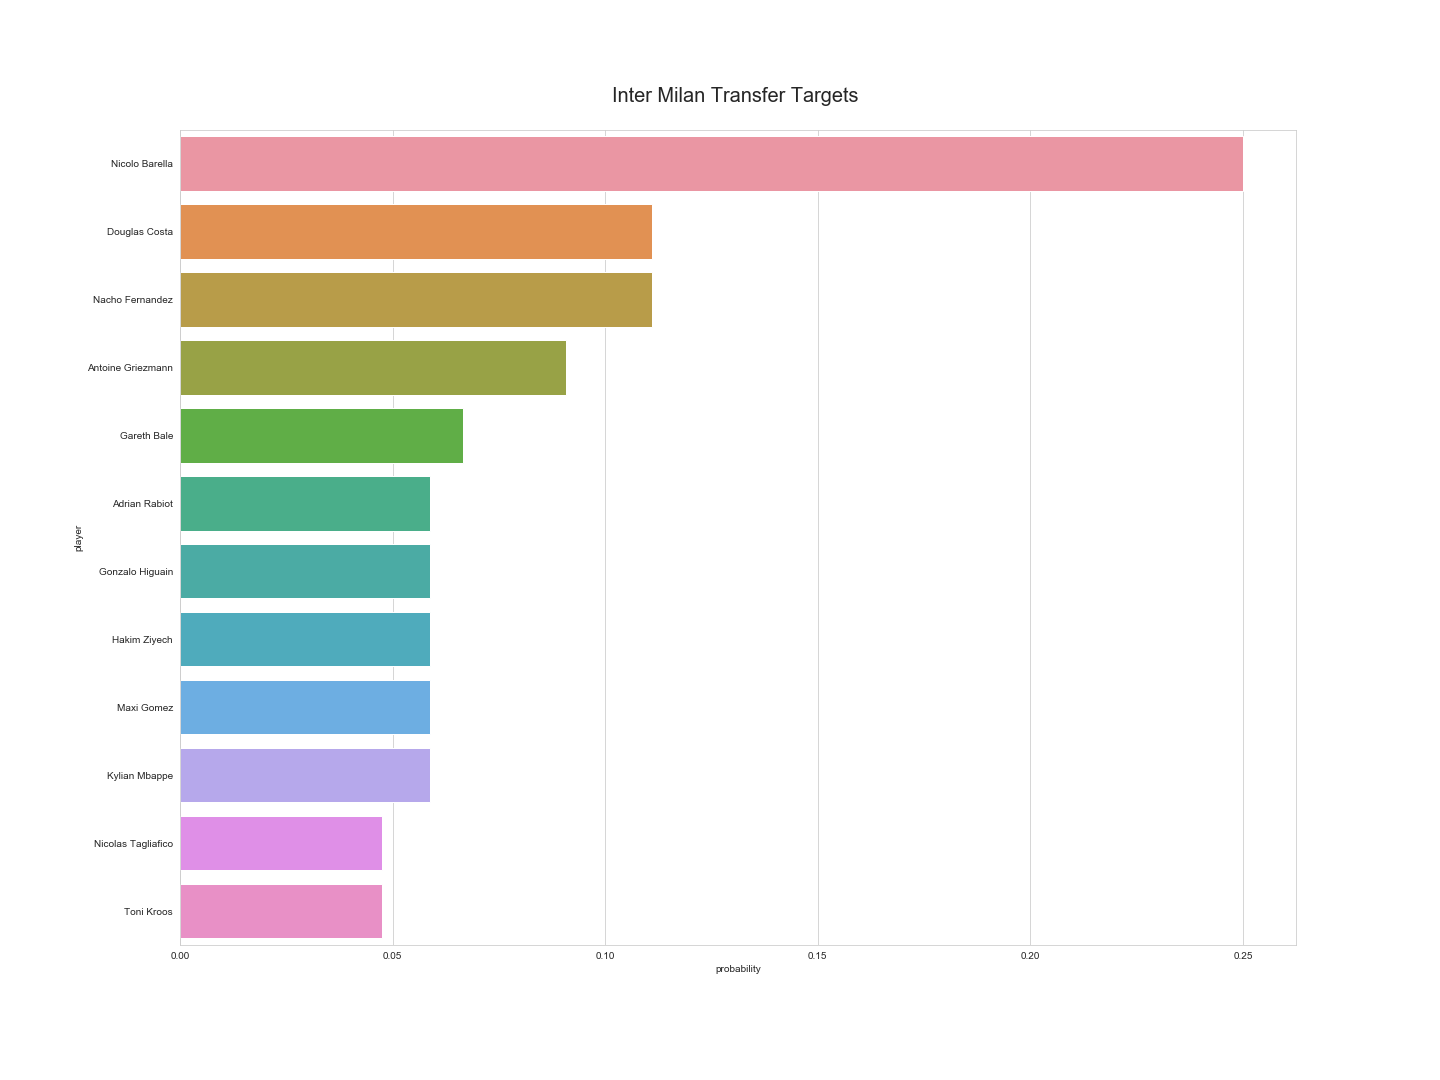 Inter Milan Transfer Targets
Nicolo Barella
Douglas Costa
Nacho Fernandez
Antoine Griezmann
Gareth Bale
Adrian Rabiot
Gonzalo Higuain
Hakim Ziyech
Maxi Gomez
Kylian Mbappe
Nicolas Tagliafico
Toni Kroos
player
0.00 0.05 0.10 0.15 0.20 0.25
probability